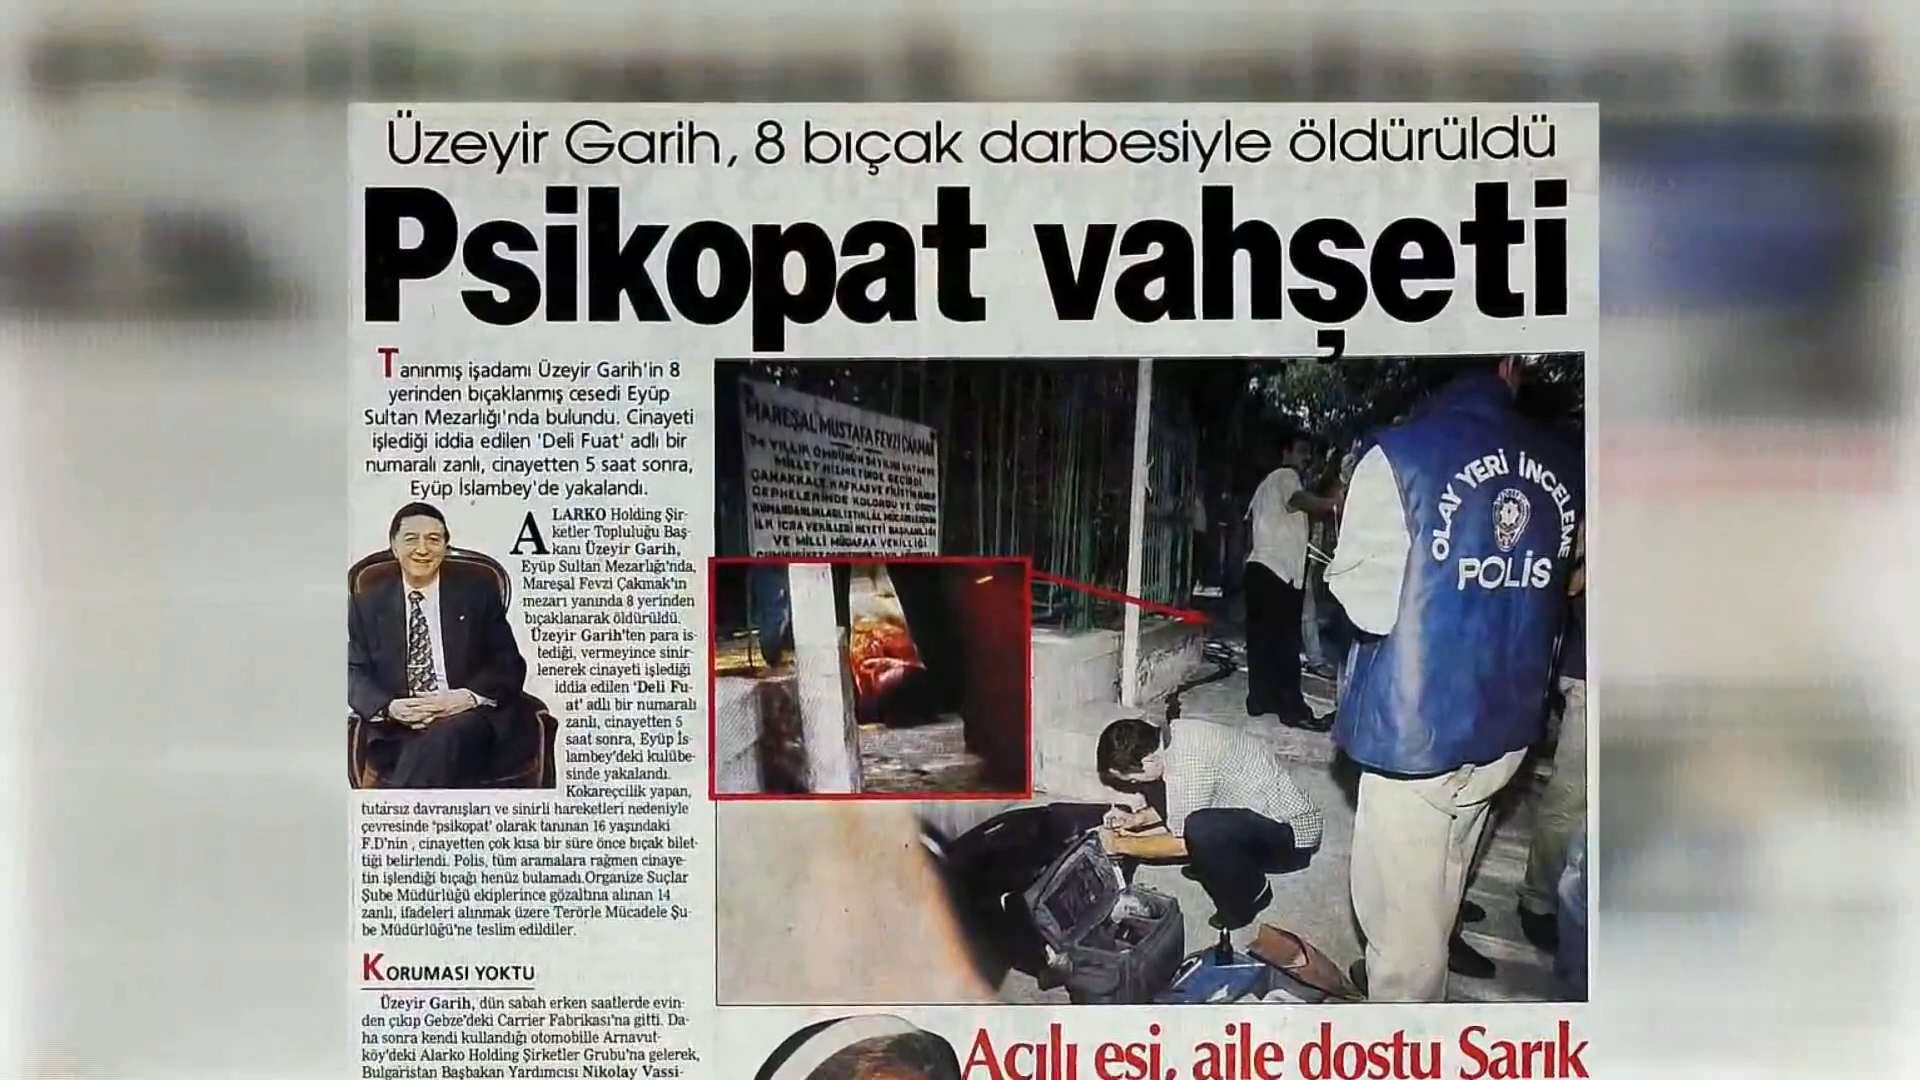 Üzeyir Garih, 8 bıçak darbesiyle öldürüldü
Psikopat vahşeti
Tanınmış işadamı Üzeyir Garih'in 8
yerinden bıçaklanmış cesedi Eyüp
Sultan Mezarlığı'nda bulundu. Cinayeti
işlediği iddia edilen 'Deli Fuat' adlı bir
numaralı zanlı, cinayetten 5 saat sonra,
Eyüp İslambey'de yakalandı.
ALARKO Holding Şir-
ketler Topluluğu Baş-
kanı Üzeyir Garih,
Eyüp Sultan Mezarlığı'nda,
Mareşal Fevzi Çakmak'ın
mezarı yanında 8 yerinden
bıçaklanarak öldürüldü.
Üzeyir Garih'ten para is-
tediği, vermeyince sinir-
lenerek cinayeti işlediği
iddia edilen 'Deli Fu-
at' adlı bir numaralı
zanlı, cinayetten 5
saat sonra, Eyüp İs-
lambey'deki kulübe-
sinde yakalandı.
Kokareçcilik yapan,
tutarsız davranışları ve sinirli hareketleri nedeniyle
çevresinde 'psikopat' olarak tanınan 16 yaşındaki
F.D'nin , cinayetten çok kısa bir süre önce bıçak bilet-
tiği belirlendi. Polis, tüm aramalara rağmen cinaye-
tin işlendiği bıçağı henüz bulamadı.Organize Suçlar
Şube Müdürlüğü ekiplerince gözaltına alınan 14
zanlı, ifadeleri alınmak üzere Terörle Mücadele Şu-
be Müdürlüğü'ne teslim edildiler.
KORUMASI YOKTU
Üzeyir Garih, dün sabah erken saatlerde evin-
den çıkıp Gebze'deki Carrier Fabrikası'na gitti. Da-
ha sonra kendi kullandığı otomobille Arnavut-
köy'deki Alarko Holding Şirketler Grubu'na gelerek,
Bulgaristan Başbakan Yardımcısı Nikolay Vassi-
MAREŞAL MUSTAFA FEVZİ ÇAKMAK
MİLLET HİZMETİNDE GEÇİRDİ
VE MİLLİ MÜDAFAA VEKİLLİĞİ
OLAY YERİ İNCELEME
POLİS
Acılı eşi, aile dostu Sarık